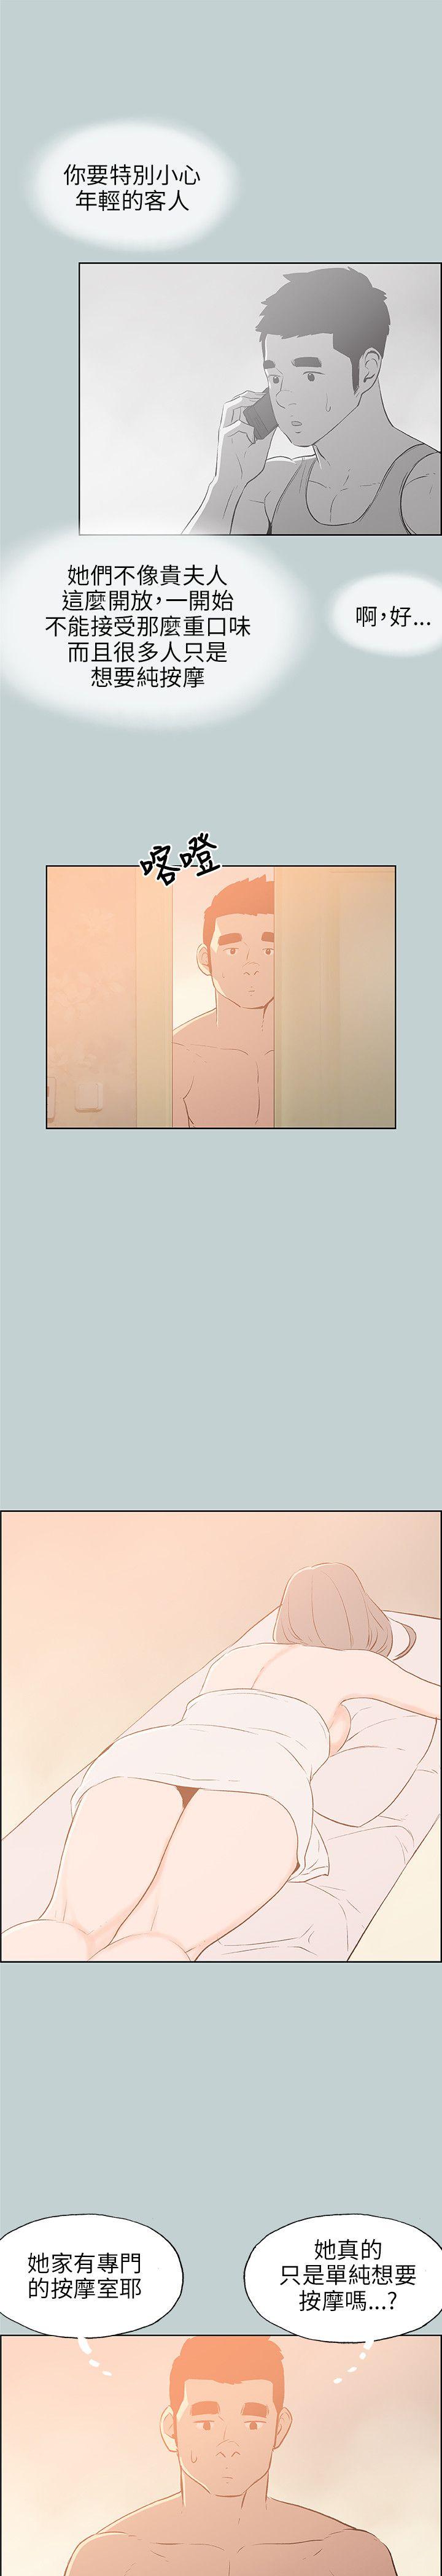 你要特別小心
年輕的客人
她們不像貴夫人
這麼開放，一開始
不能接受那麼重口味
而且很多人只是
想要純按摩
啊，好...
喀噔
她家有專門
的按摩室耶
她真的
只是單純想要
按摩嗎...?